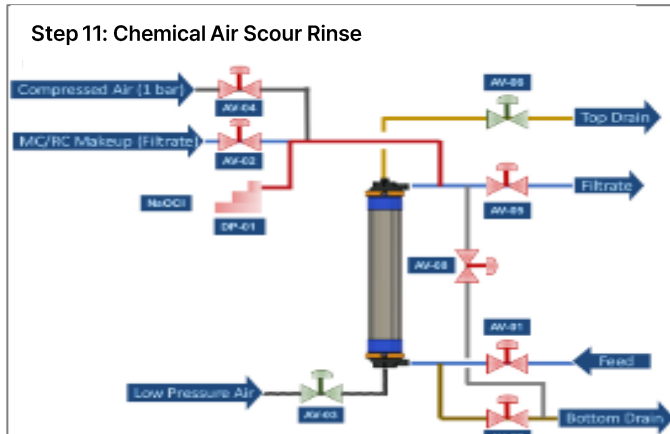 Step 11: Chemical Air Scour Rinse
AV-06
Compressed Air (1 bar)
AV-04
Top Drain
MC/RC Makeup (Filtrate)
AV-02
Filtrate
NaOCl
AV-05
DP-01
AV-08
AV-01
Feed
Low Pressure Air
AV-03
Bottom Drain